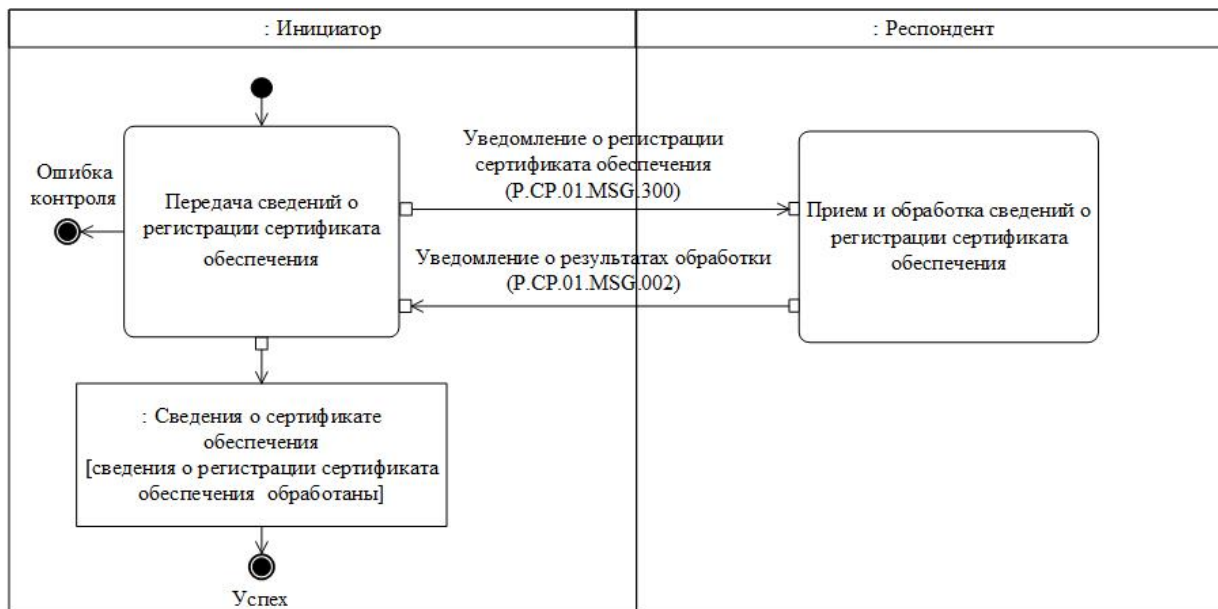 : Инициатор
: Респондент
Ошибка
контроля
Передача сведений о
регистрации сертификата
обеспечения
Уведомление о регистрации
сертификата обеспечения
(P.CP.01.MSG.300)
Уведомление о результатах обработки
(P.CP.01.MSG.002)
Прием и обработка сведений о
регистрации сертификата
обеспечения
: Сведения о сертификате
обеспечения
[сведения о регистрации сертификата
обеспечения обработаны]
Успех